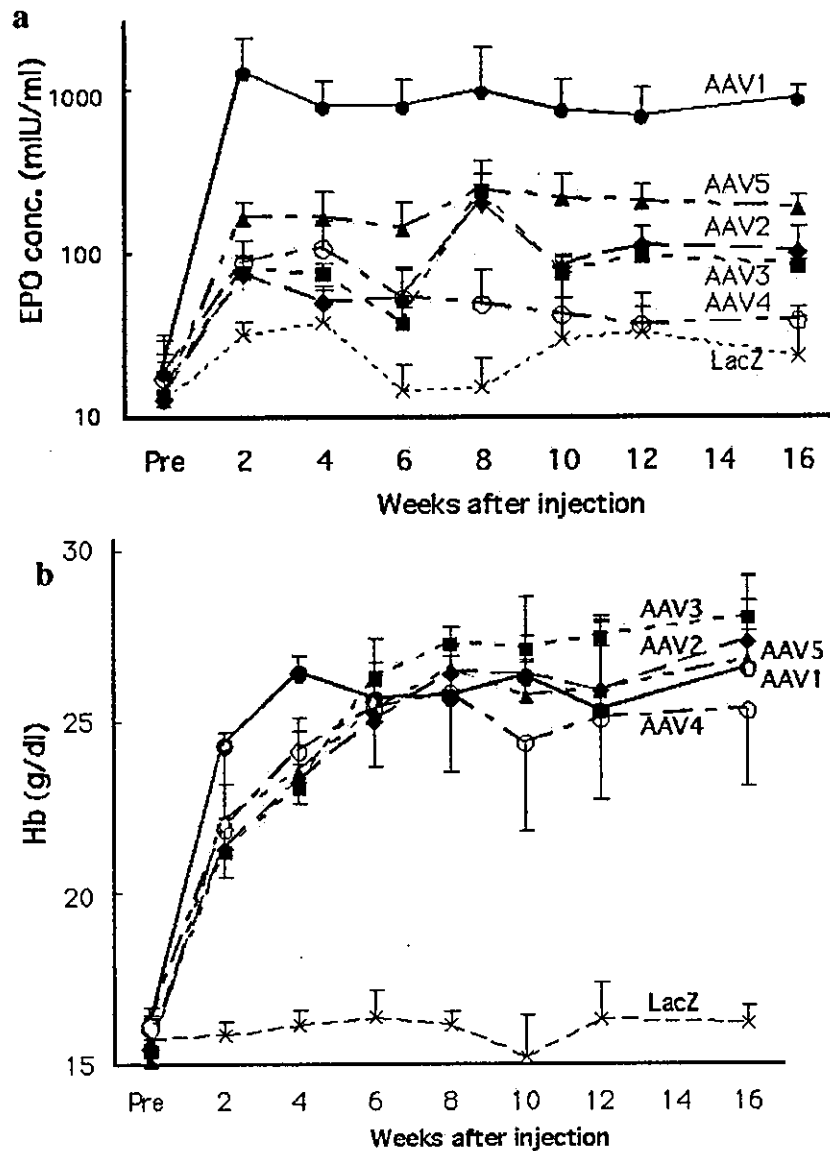 a
EPO conc. (mIU/ml)
1000
100
10
AAV1
AAV5
AAV2
AAV3
AAV4
LacZ
Pre 2 4 6 8 10 12 14 16
Weeks after injection
b
Hb (g/dl)
30
25
20
15
AAV3
AAV2
AAV5
AAV1
AAV4
LacZ
Pre 2 4 6 8 10 12 14 16
Weeks after injection